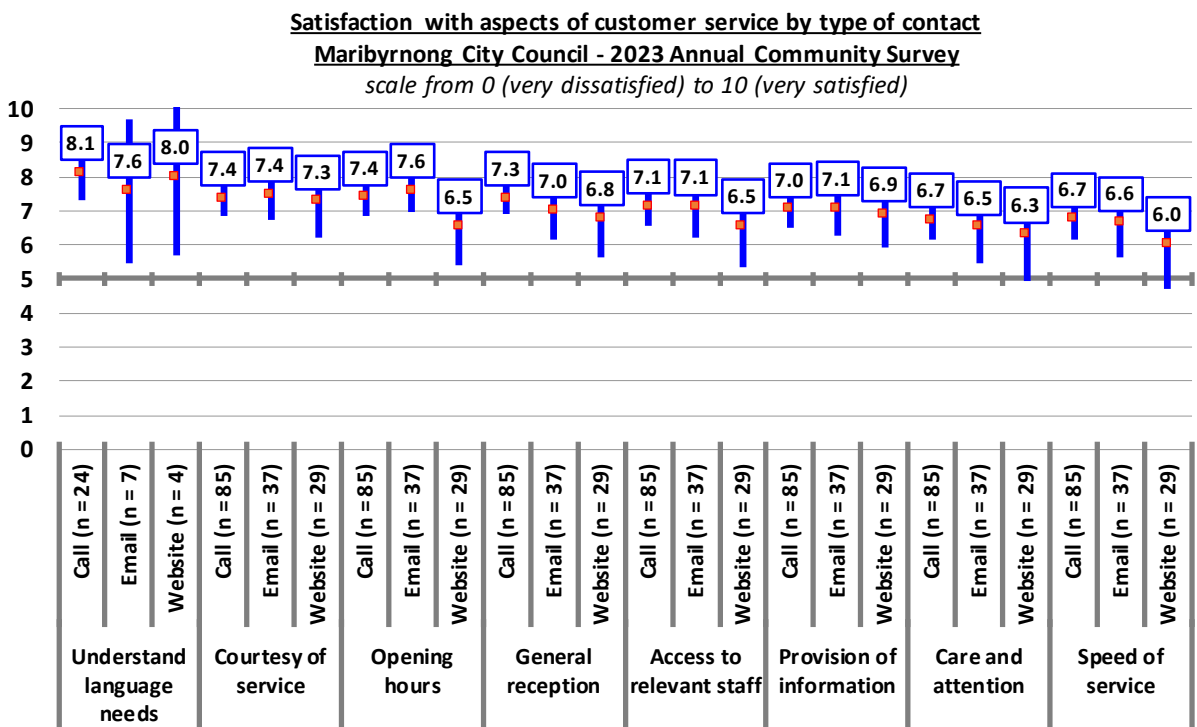 Satisfaction with aspects of customer service by type of contact
Maribyrnong City Council - 2023 Annual Community Survey
scale from 0 (very dissatisfied) to 10 (very satisfied)
10
9
8
7
6
5
4
3
2
1
0
8.1
7.6
8.0
7.4
7.4
7.3
7.4
7.6
6.5
7.3
7.0
6.8
7.1
7.1
6.5
7.0
7.1
6.9
6.7
6.5
6.3
6.7
6.6
6.0
Call (n = 24)
Email (n = 7)
Website (n = 4)
Call (n = 85)
Email (n = 37)
Website (n = 29)
Call (n = 85)
Email (n = 37)
Website (n = 29)
Call (n = 85)
Email (n = 37)
Website (n = 29)
Call (n = 85)
Email (n = 37)
Website (n = 29)
Call (n = 85)
Email (n = 37)
Website (n = 29)
Call (n = 85)
Email (n = 37)
Website (n = 29)
Call (n = 85)
Email (n = 37)
Website (n = 29)
Understand
language
needs
Courtesy of
service
Opening
hours
General
reception
Access to
relevant staff
Provision of
information
Care and
attention
Speed of
service